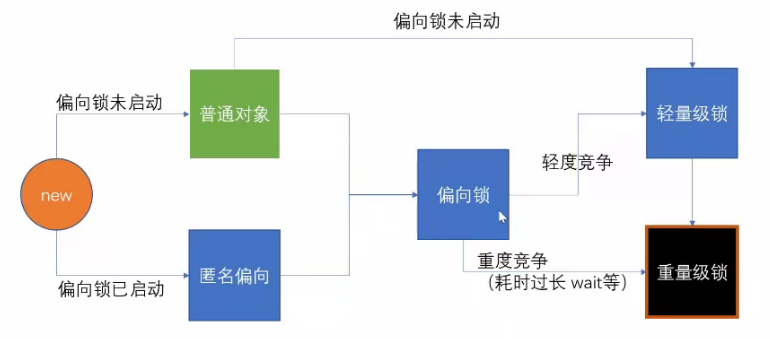 偏向锁未启动
偏向锁未启动
普通对象
轻量级锁
轻度竞争
new
偏向锁
重度竞争
（耗时过长 wait等）
匿名偏向
重量级锁
偏向锁已启动